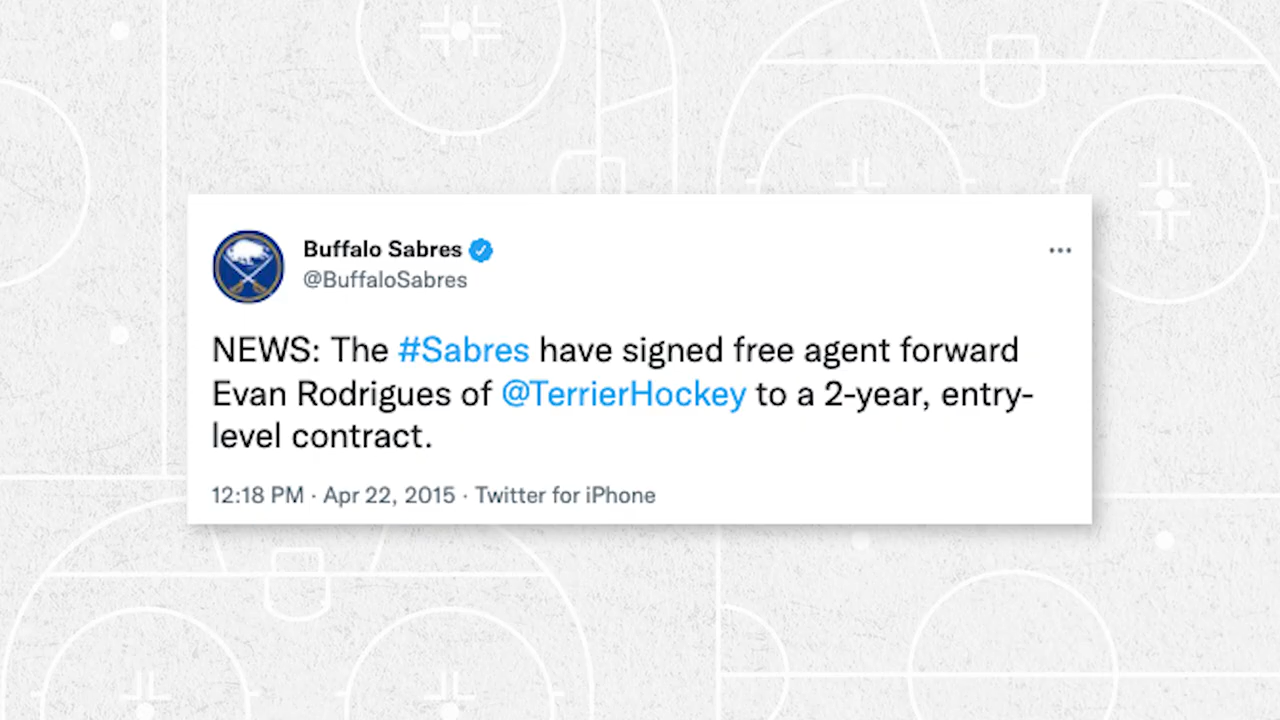 Buffalo Sabres
@BuffaloSabres
NEWS: The #Sabres have signed free agent forward
Evan Rodrigues of @TerrierHockey to a 2-year, entry-
level contract.
12:18 PM · Apr 22, 2015 · Twitter for iPhone